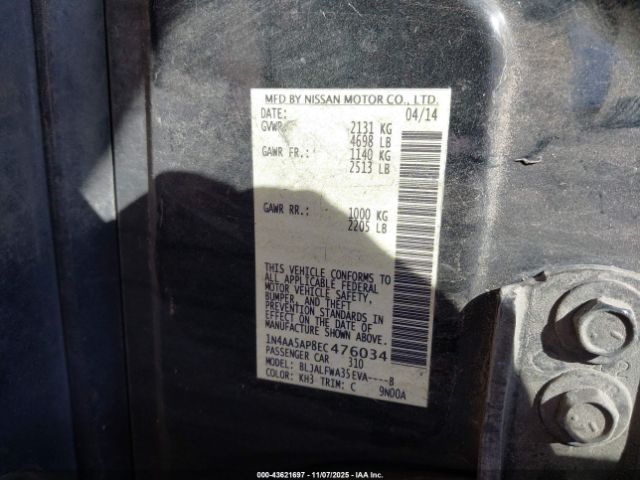 MFD BY NISSAN MOTOR CO., LTD.
DATE: 04/14
GVWR 2131 KG
4698 LB
GAWR FR.: 1140 KG
2513 LB
GAWR RR.: 1000 KG
2205 LB
THIS VEHICLE CONFORMS TO
ALL APPLICABLE FEDERAL
MOTOR VEHICLE SAFETY,
BUMPER, AND THEFT
PREVENTION STANDARDS
IN EFFECT ON THE DATE OF
MANUFACTURE SHOWN ABOVE.
1N4AA5AP8EC476034
PASSENGER CAR 310
MODEL: BLJALFWA35EVA----8
COLOR: KH3 TRIM: C 9N00A
000-43621697 - 11/07/2025 - IAA Inc.